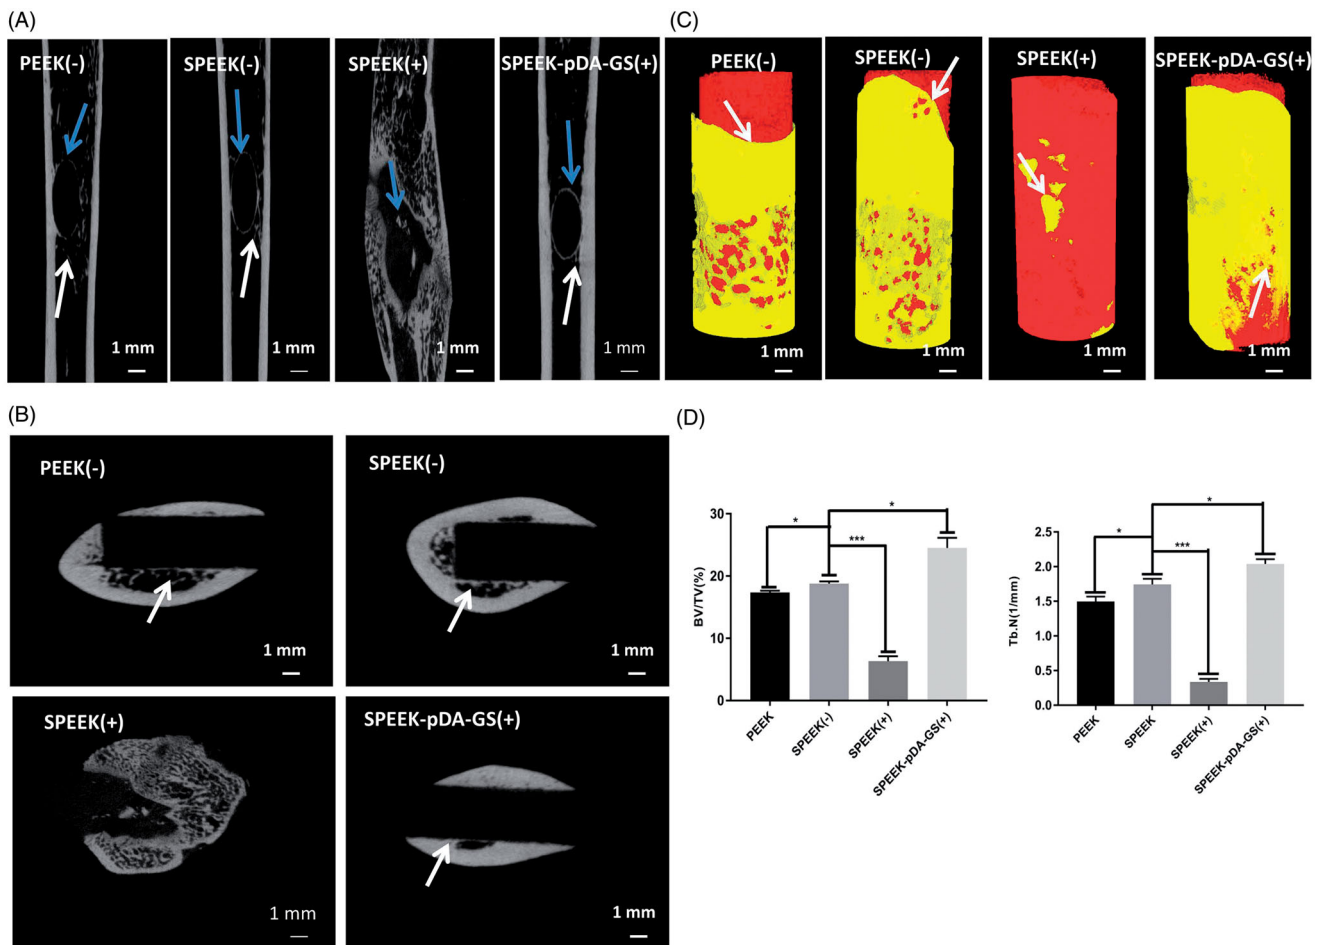 (A)
PEEK(-)
SPEEK(-)
SPEEK(+)
SPEEK-pDA-GS(+)
1 mm
1 mm
1 mm
1 mm
(C)
PEEK(-)
SPEEK(-)
SPEEK(+)
SPEEK-pDA-GS(+)
1 mm
1 mm
1 mm
1 mm
(B)
PEEK(-)
1 mm
SPEEK(-)
1 mm
SPEEK(+)
1 mm
SPEEK-pDA-GS(+)
1 mm
(D)
BV/TV(%)
30
20
10
0
*
*
***
PEEK
SPEEK(-)
SPEEK(+)
SPEEK-pDA-GS(+)
Tb.N(1/mm)
2.5
2.0
1.5
1.0
0.5
0.0
*
*
***
PEEK
SPEEK
SPEEK(+)
SPEEK-pDA-GS(+)